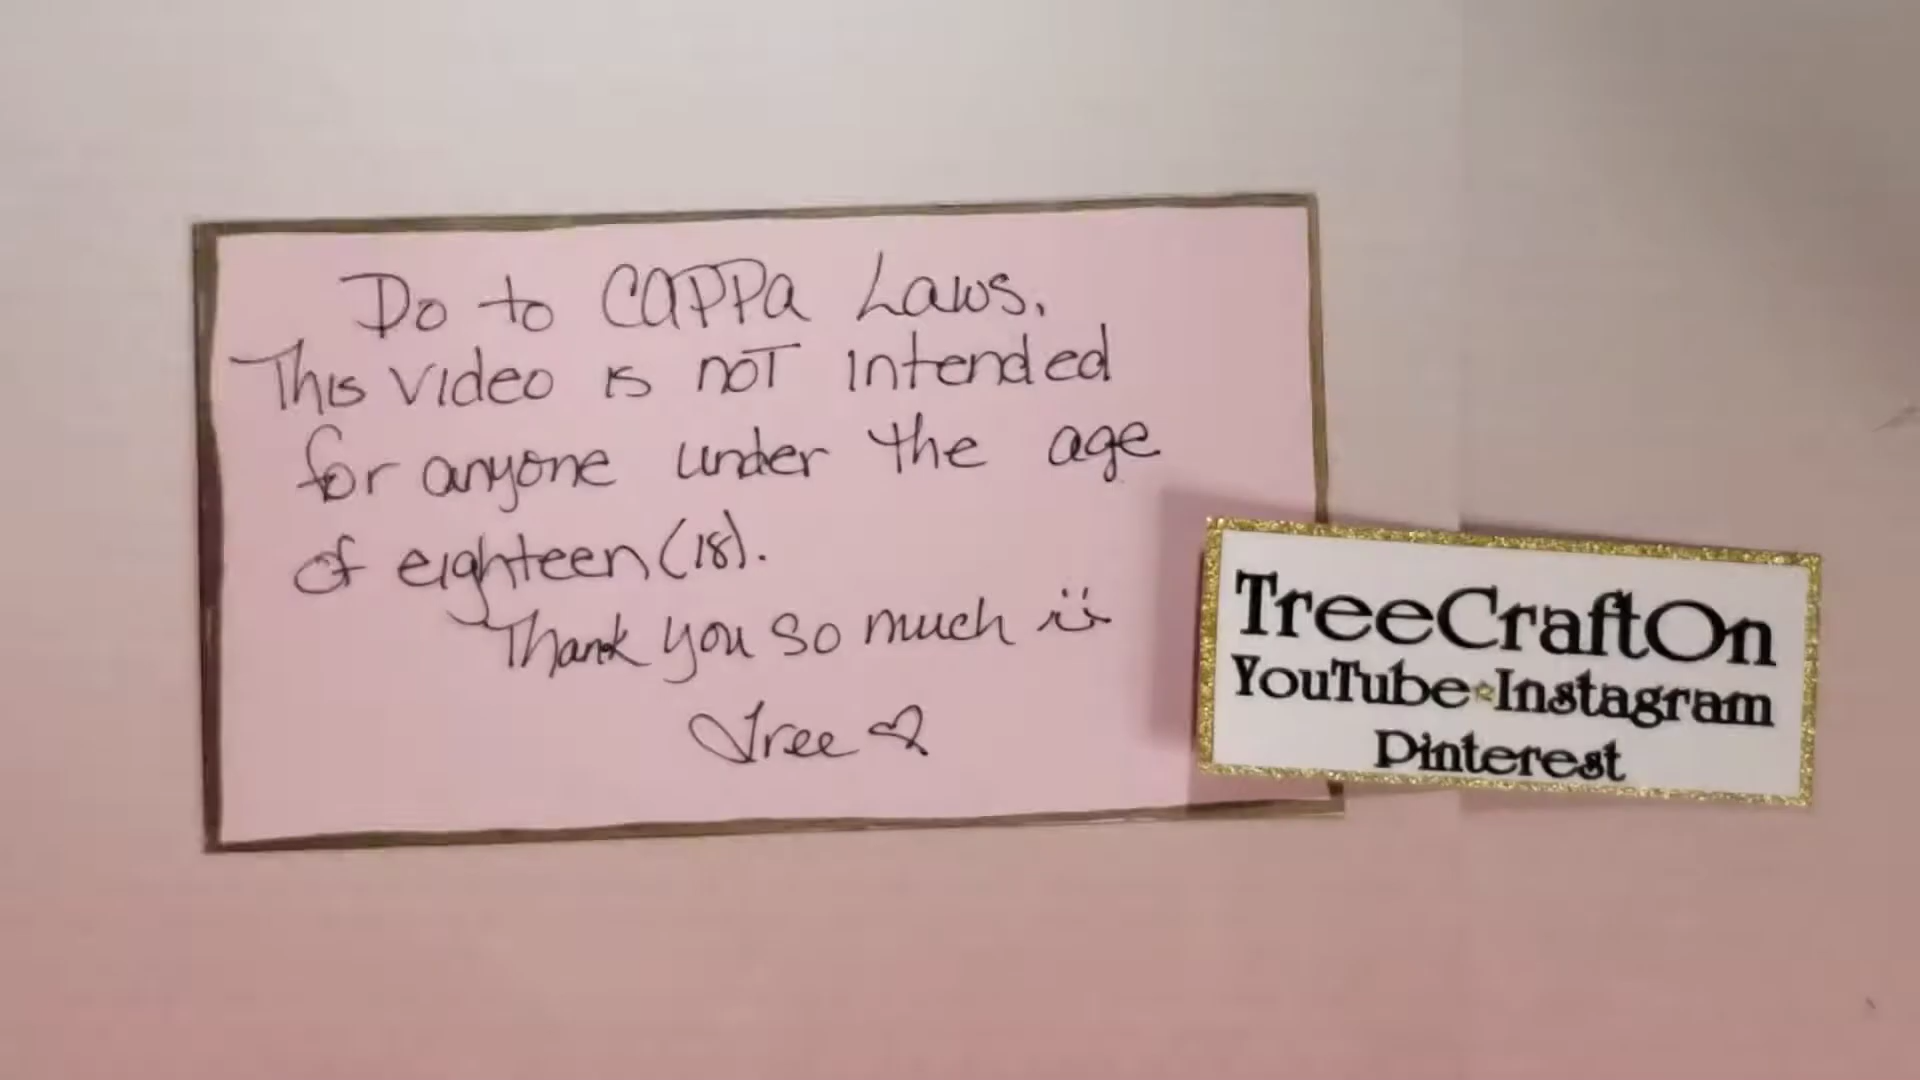 Do to CAPPA Laws.
This video is NOT intended
for anyone under the age
of eighteen (18).
Thank you so much
Tree
TreeCraftOn
YouTube Instagram
Pinterest